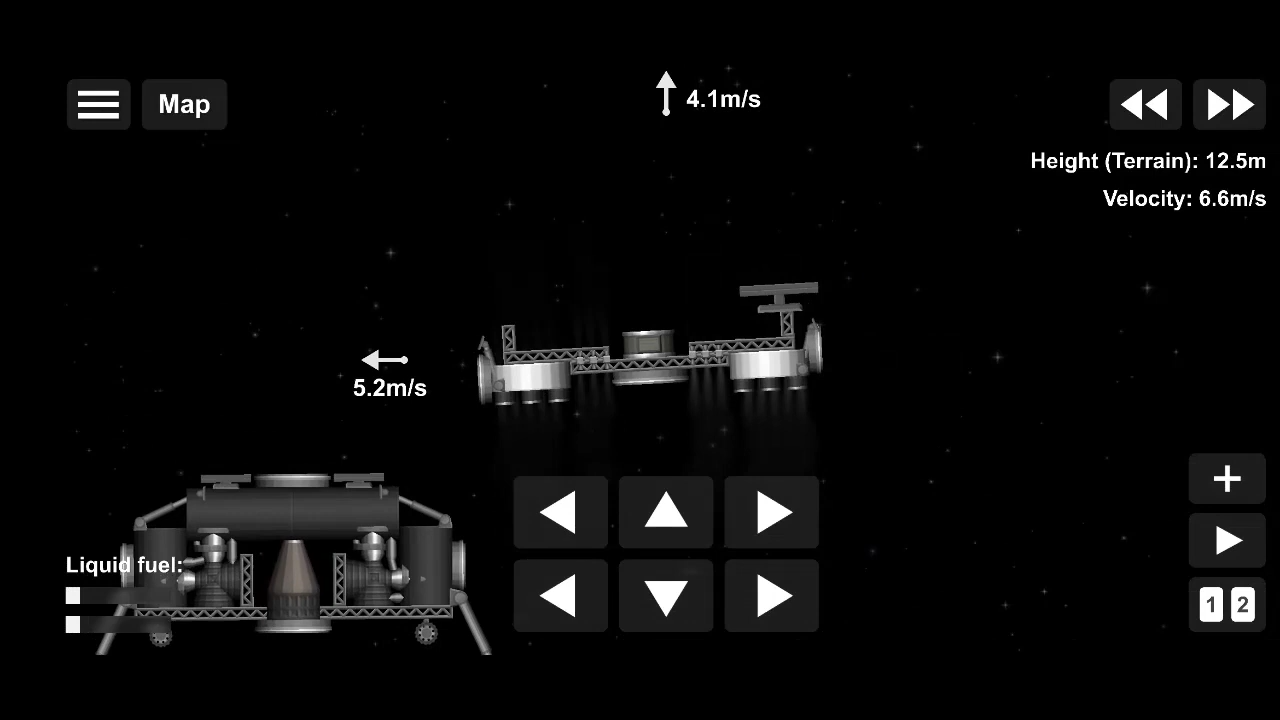 Map
4.1m/s
Height (Terrain): 12.5m
Velocity: 6.6m/s
5.2m/s
Liquid fuel:
1 2